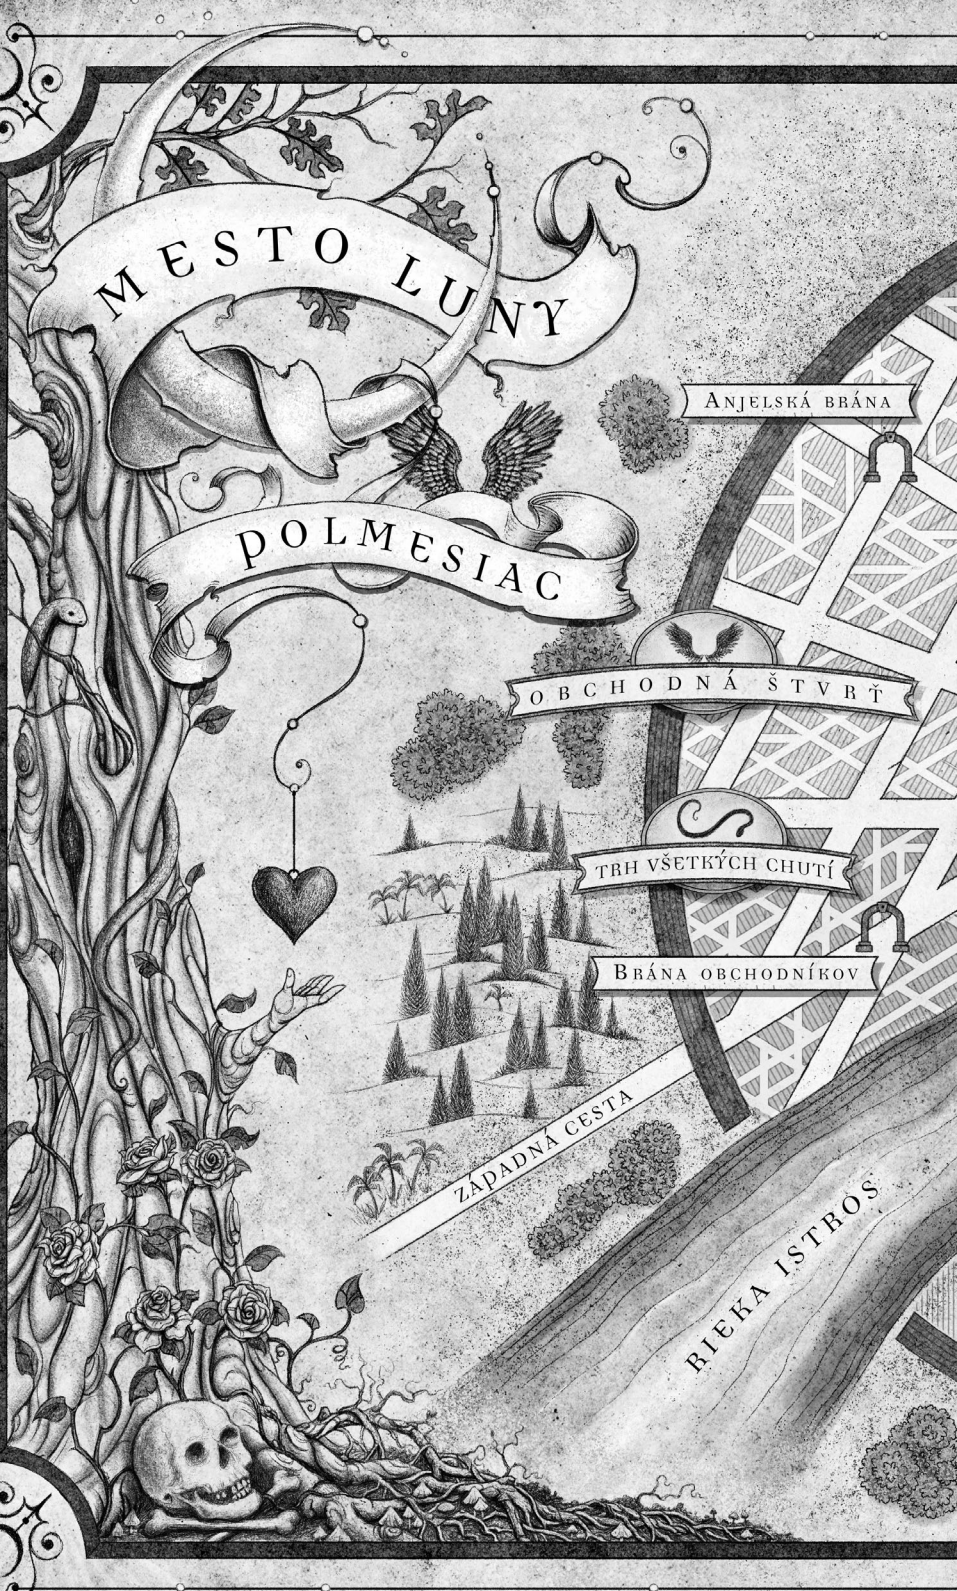 MESTO LUNY
POLMESIAC
ANJELSKÁ BRÁNA
OBCHODNÁ ŠTVRŤ
TRH VŠETKÝCH CHUTÍ
BRÁNA OBCHODNÍKOV
ZÁPADNÁ CESTA
RIEKA ISTROS